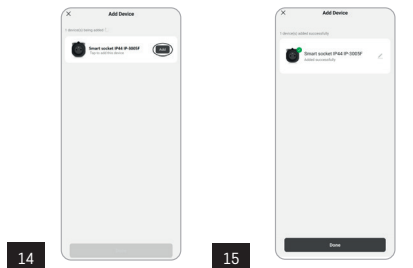 Add Device
1 device(s) being added
Smart socket IP44 IP-3005F
Add
14
Add Device
1 device(s) added successfully
Smart socket IP44 IP-3005F
Added successfully
Done
15